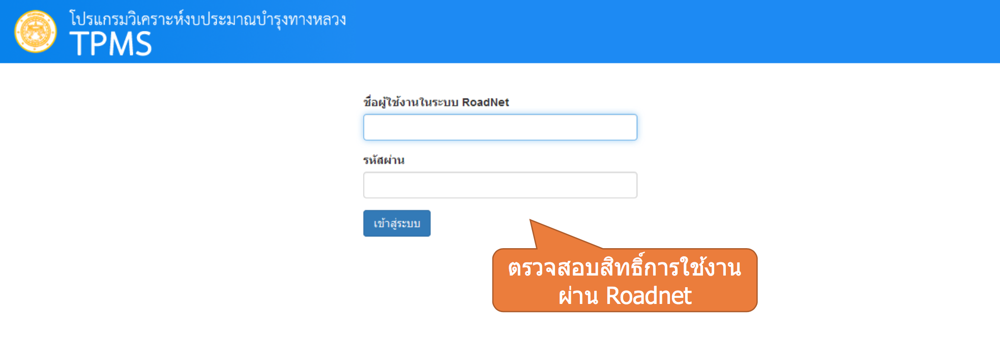 โปรแกรมวิเคราะห์งบประมาณบำรุงทางหลวง
TPMS
ชื่อผู้ใช้งานในระบบ RoadNet
รหัสผ่าน
เข้าสู่ระบบ
ตรวจสอบสิทธิ์การใช้งาน
ผ่าน Roadnet